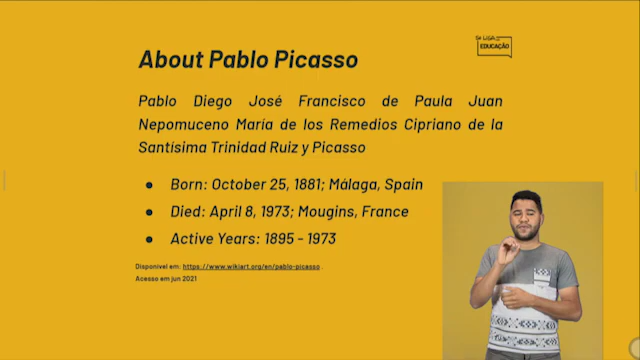 About Pablo Picasso
SE LIGA
EDUCAÇÃO
Pablo Diego José Francisco de Paula Juan
Nepomuceno María de los Remedios Cipriano de la
Santísima Trinidad Ruiz y Picasso
● Born: October 25, 1881; Málaga, Spain
● Died: April 8, 1973; Mougins, France
● Active Years: 1895 - 1973
Disponível em: https://www.wikiart.org/en/pablo-picasso .
Acesso em jun 2021